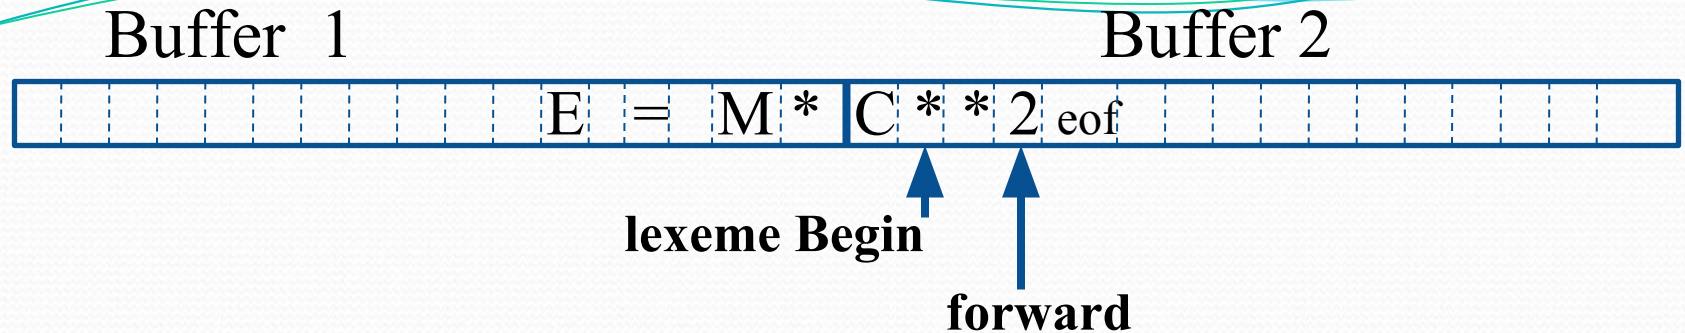 Buffer 1 Buffer 2
E = M * C * * 2 eof
lexeme Begin
forward